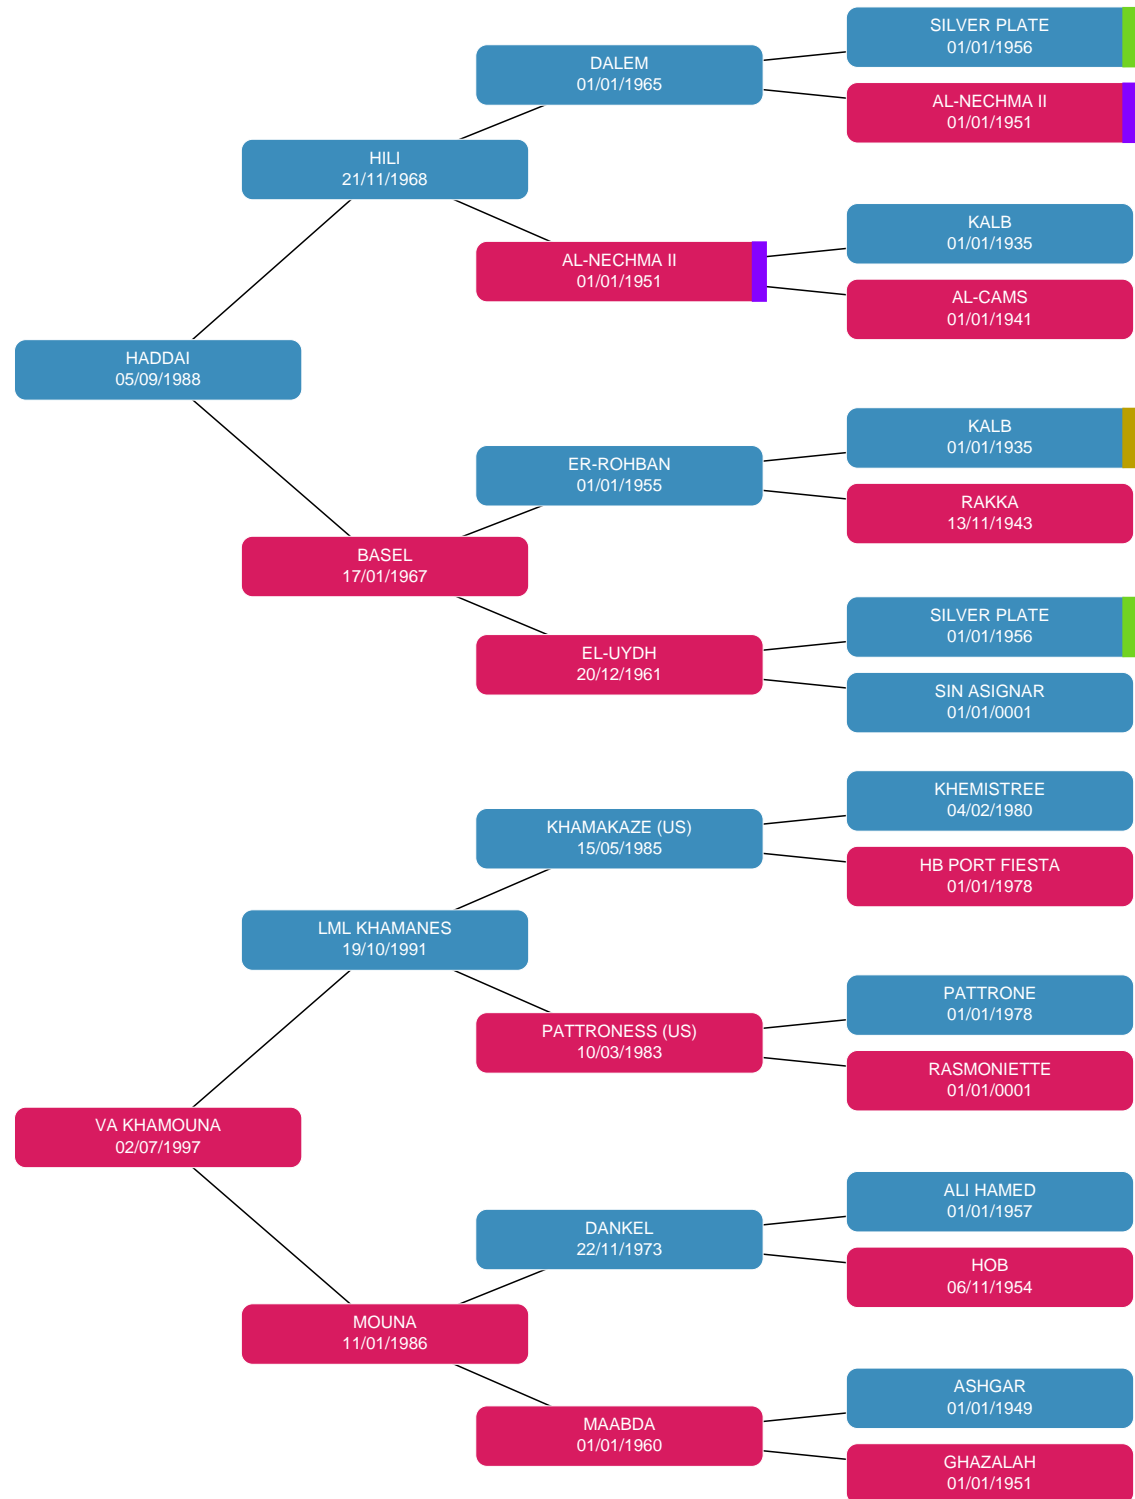 SILVER PLATE
01/01/1956
DALEM
01/01/1965
AL-NECHMA II
01/01/1951
HILI
21/11/1968
KALB
01/01/1935
AL-NECHMA II
01/01/1951
AL-CAMS
01/01/1941
HADDAI
05/09/1988
KALB
01/01/1935
ER-ROHBAN
01/01/1955
RAKKA
13/11/1943
BASEL
17/01/1967
SILVER PLATE
01/01/1956
EL-UYDH
20/12/1961
SIN ASIGNAR
01/01/0001
KHEMISTREE
04/02/1980
KHAMAKAZE (US)
15/05/1985
HB PORT FIESTA
01/01/1978
LML KHAMANES
19/10/1991
PATTRONE
01/01/1978
PATTRONESS (US)
10/03/1983
RASMONIETTE
01/01/0001
VA KHAMOUNA
02/07/1997
ALI HAMED
01/01/1957
DANKEL
22/11/1973
HOB
06/11/1954
MOUNA
11/01/1986
ASHGAR
01/01/1949
MAABDA
01/01/1960
GHAZALAH
01/01/1951